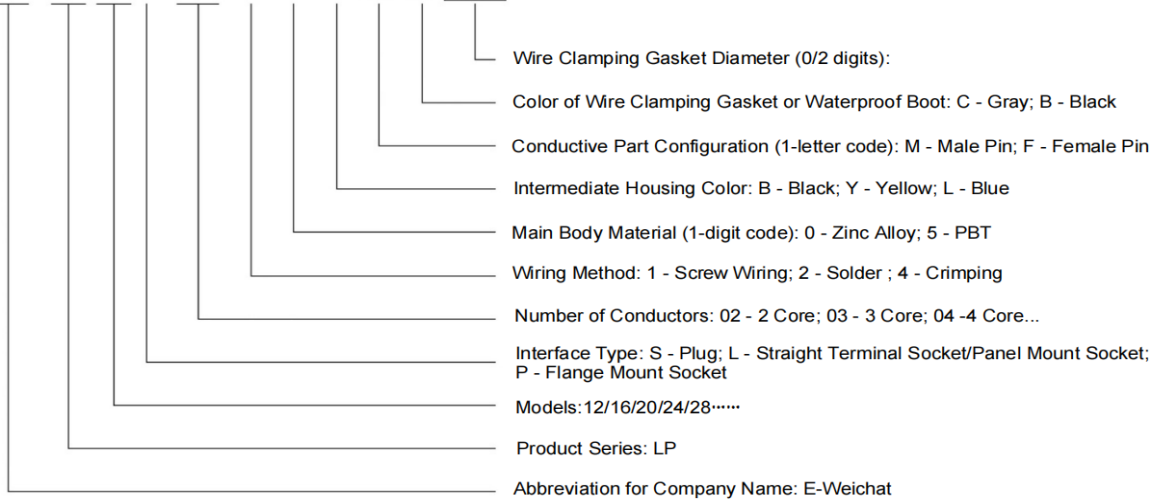 Wire Clamping Gasket Diameter (0/2 digits):
Color of Wire Clamping Gasket or Waterproof Boot: C - Gray; B - Black
Conductive Part Configuration (1-letter code): M - Male Pin; F - Female Pin
Intermediate Housing Color: B - Black; Y - Yellow; L - Blue
Main Body Material (1-digit code): 0 - Zinc Alloy; 5 - PBT
Wiring Method: 1 - Screw Wiring; 2 - Solder ; 4 - Crimping
Number of Conductors: 02 - 2 Core; 03 - 3 Core; 04 -4 Core...
Interface Type: S - Plug; L - Straight Terminal Socket/Panel Mount Socket;
P - Flange Mount Socket
Models:12/16/20/24/28······
Product Series: LP
Abbreviation for Company Name: E-Weichat